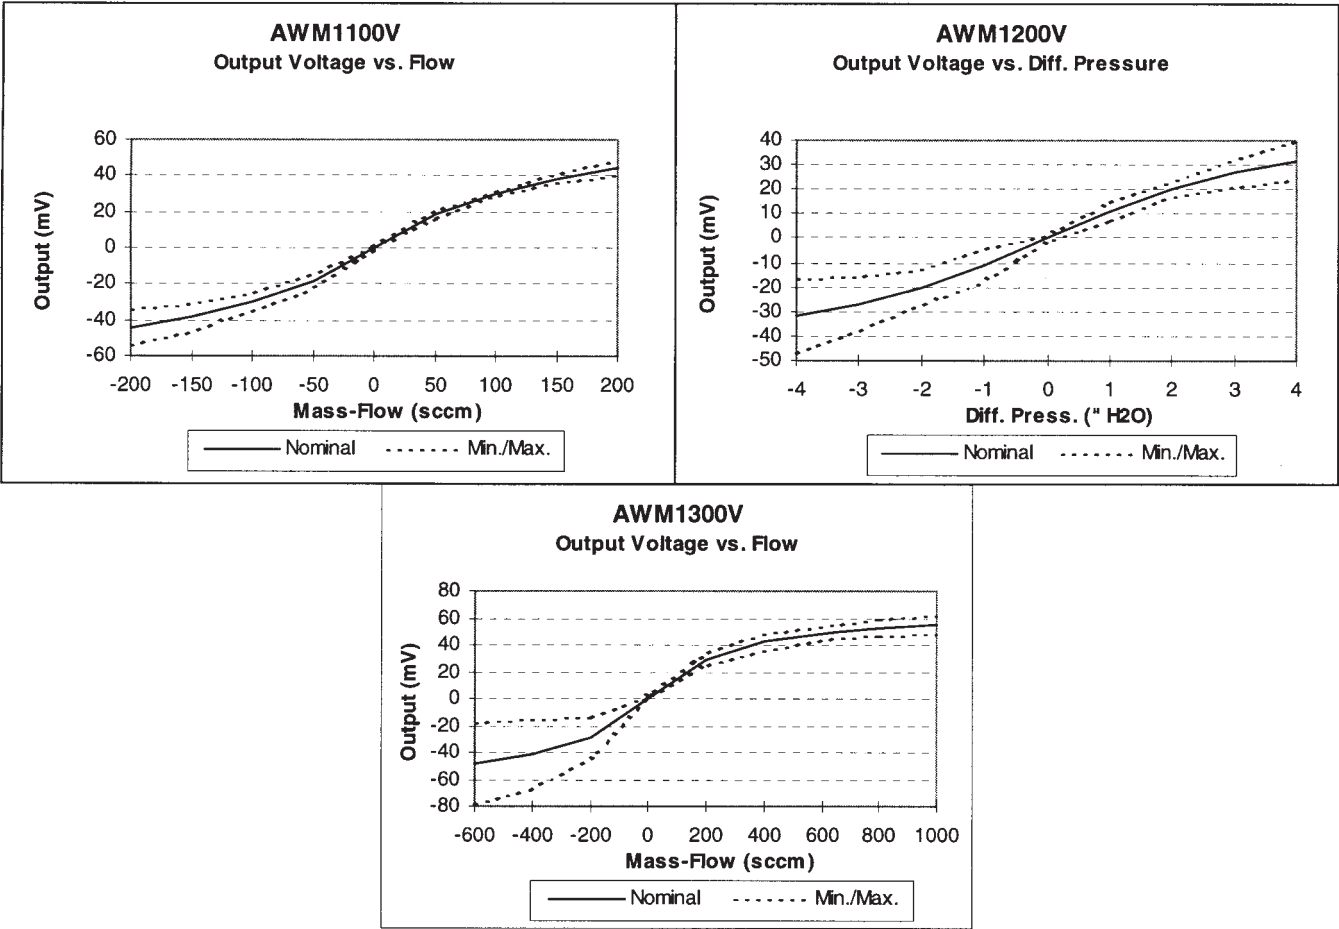 AWM1100V
Output Voltage vs. Flow
60
40
20
0
-20
-40
-60
Output (mV)
-200 -150 -100 -50 0 50 100 150 200
Mass-Flow (sccm)
Nominal Min./Max.
AWM1200V
Output Voltage vs. Diff. Pressure
40
30
20
10
0
-10
-20
-30
-40
-50
Output (mV)
-4 -3 -2 -1 0 1 2 3 4
Diff. Press. (" H2O)
Nominal Min./Max.
AWM1300V
Output Voltage vs. Flow
80
60
40
20
0
-20
-40
-60
-80
Output (mV)
-600 -400 -200 0 200 400 600 800 1000
Mass-Flow (sccm)
Nominal Min./Max.